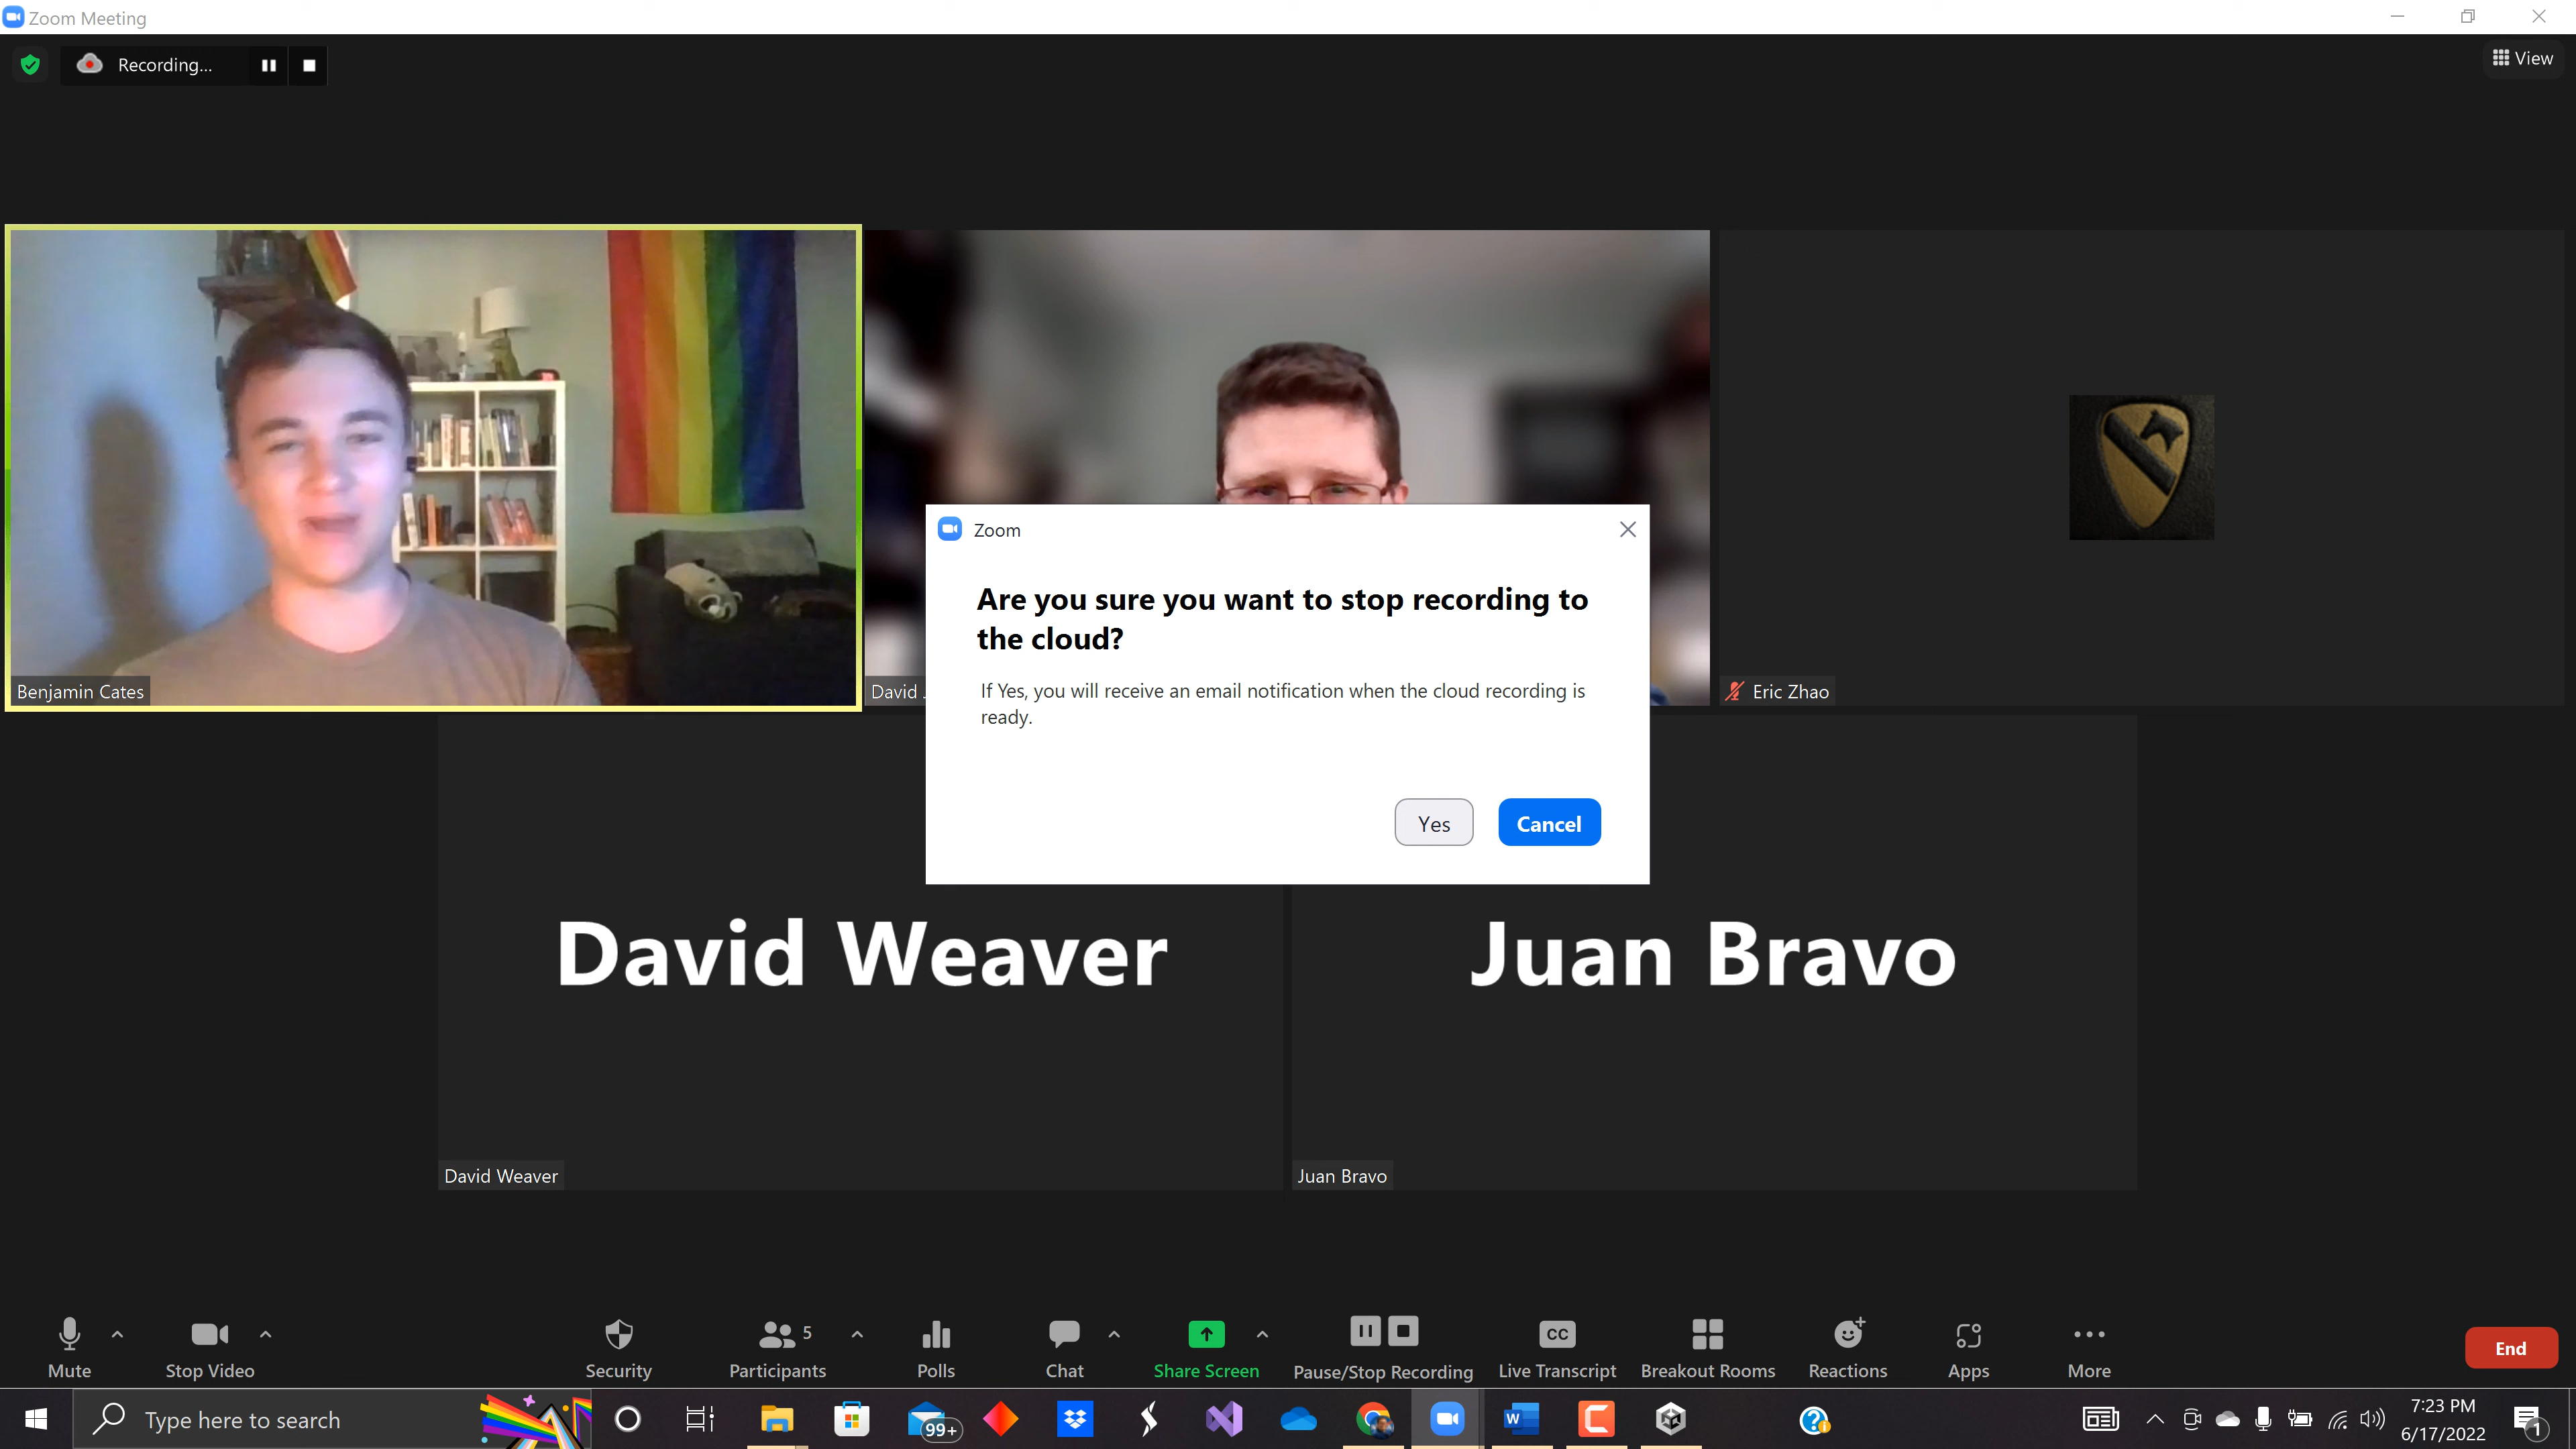 Zoom Meeting
Recording...
View
Benjamin Cates
David
Eric Zhao
Zoom
Are you sure you want to stop recording to
the cloud?
If Yes, you will receive an email notification when the cloud recording is
ready.
Yes
Cancel
David Weaver
Juan Bravo
David Weaver
Juan Bravo
Mute
Stop Video
Security
5
Participants
Polls
Chat
Share Screen
Pause/Stop Recording
CC
Live Transcript
Breakout Rooms
Reactions
Apps
More
End
Type here to search
99+
W
7:23 PM
6/17/2022
1